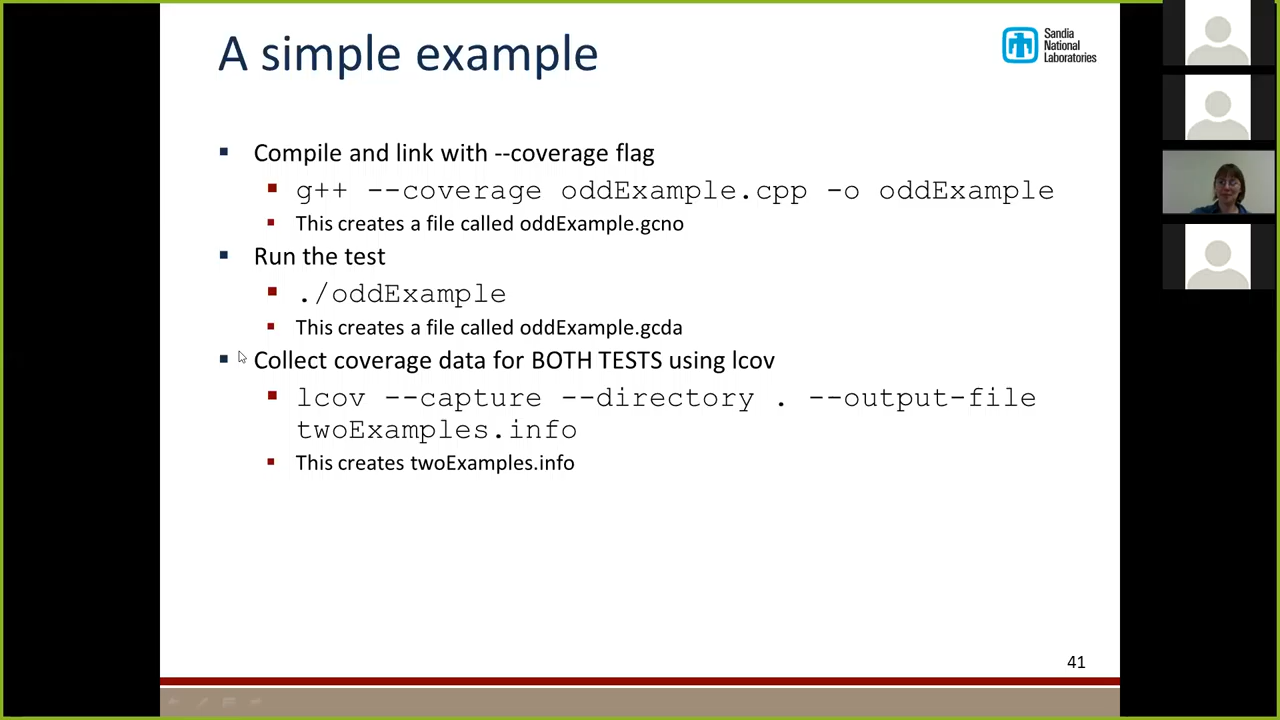 A simple example
Sandia
National
Laboratories
Compile and link with --coverage flag
g++ --coverage oddExample.cpp -o oddExample
This creates a file called oddExample.gcno
Run the test
./oddExample
This creates a file called oddExample.gcda
Collect coverage data for BOTH TESTS using lcov
lcov --capture --directory . --output-file
twoExamples.info
This creates twoExamples.info
41